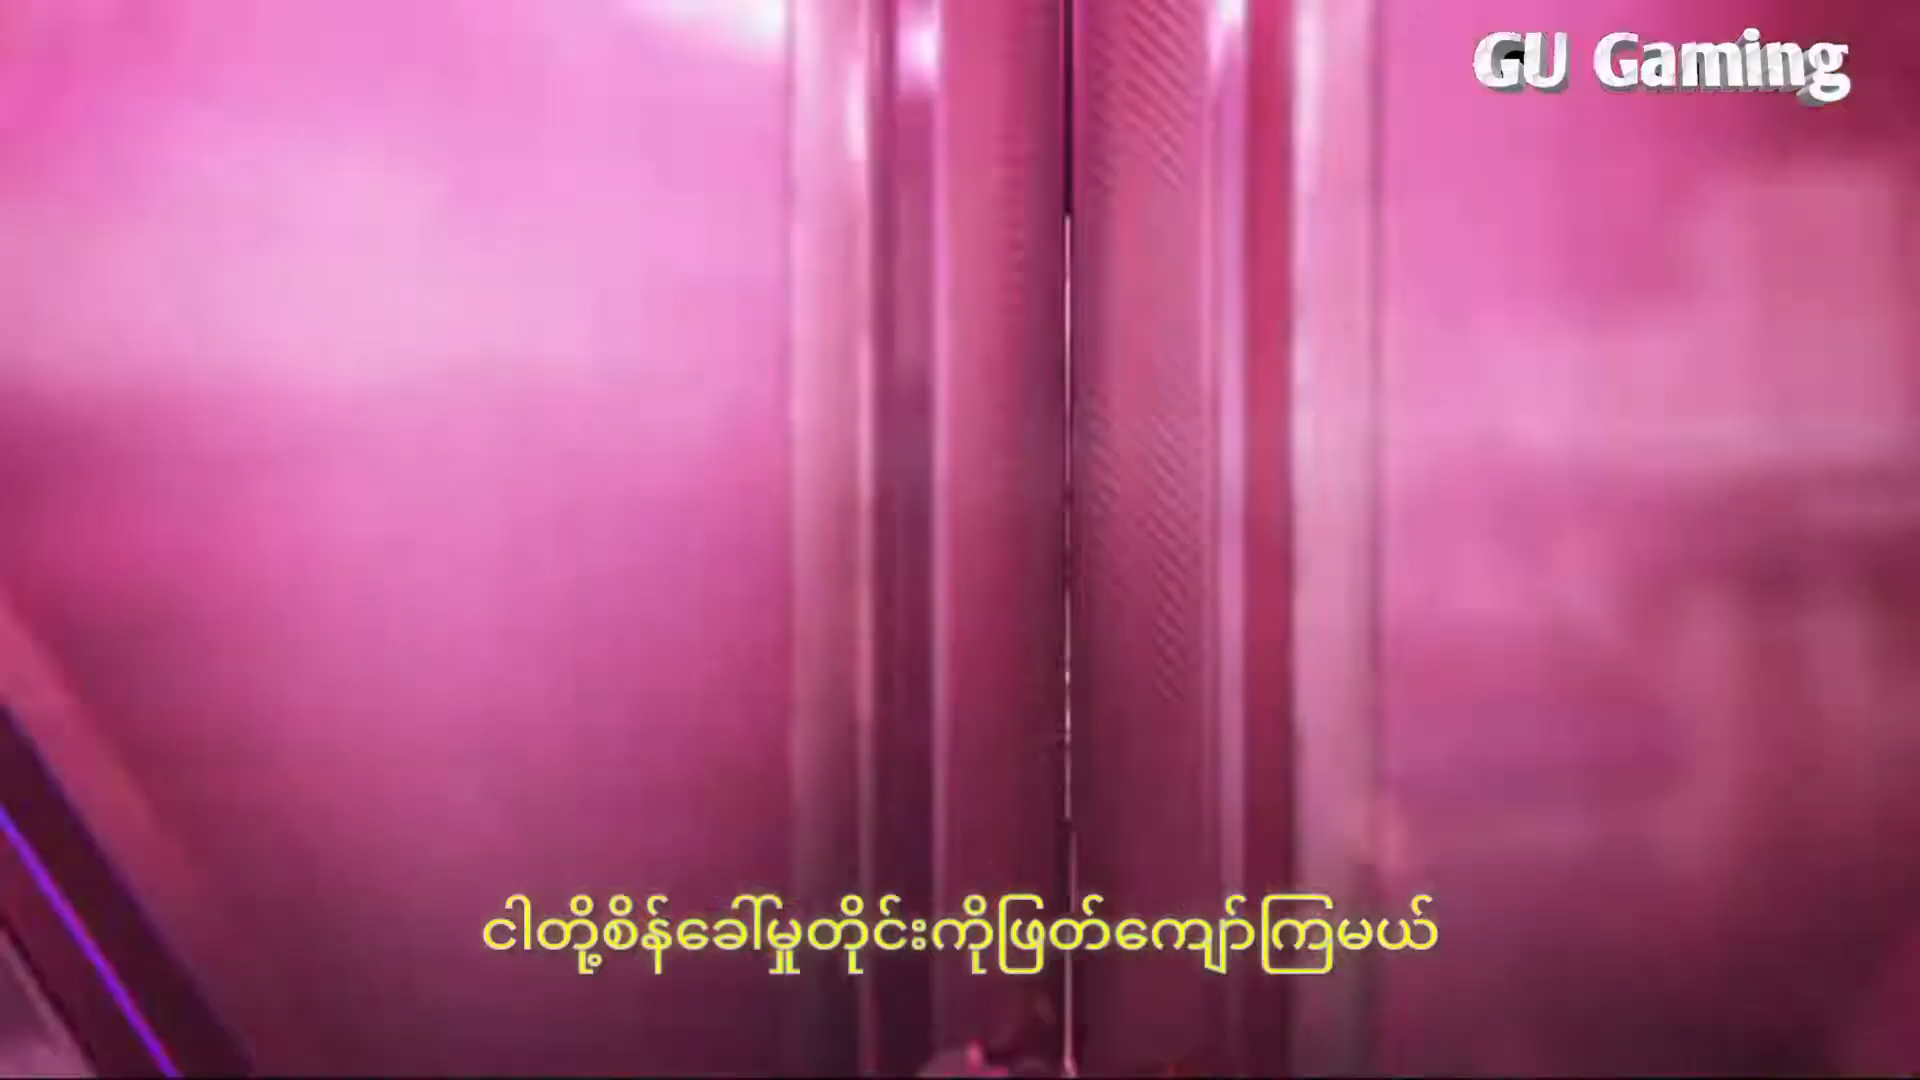 GU Gaming
ငါတို့စိန်ခေါ်မှုတိုင်းကိုဖြတ်ကျော်ကြမယ်